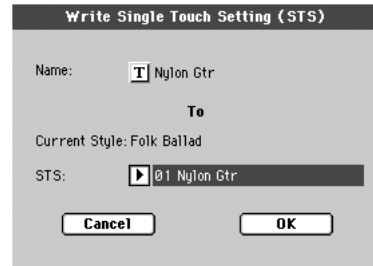 Write Single Touch Setting (STS)
Name: T Nylon Gtr
To
Current Style: Folk Ballad
STS: 01 Nylon Gtr
Cancel OK